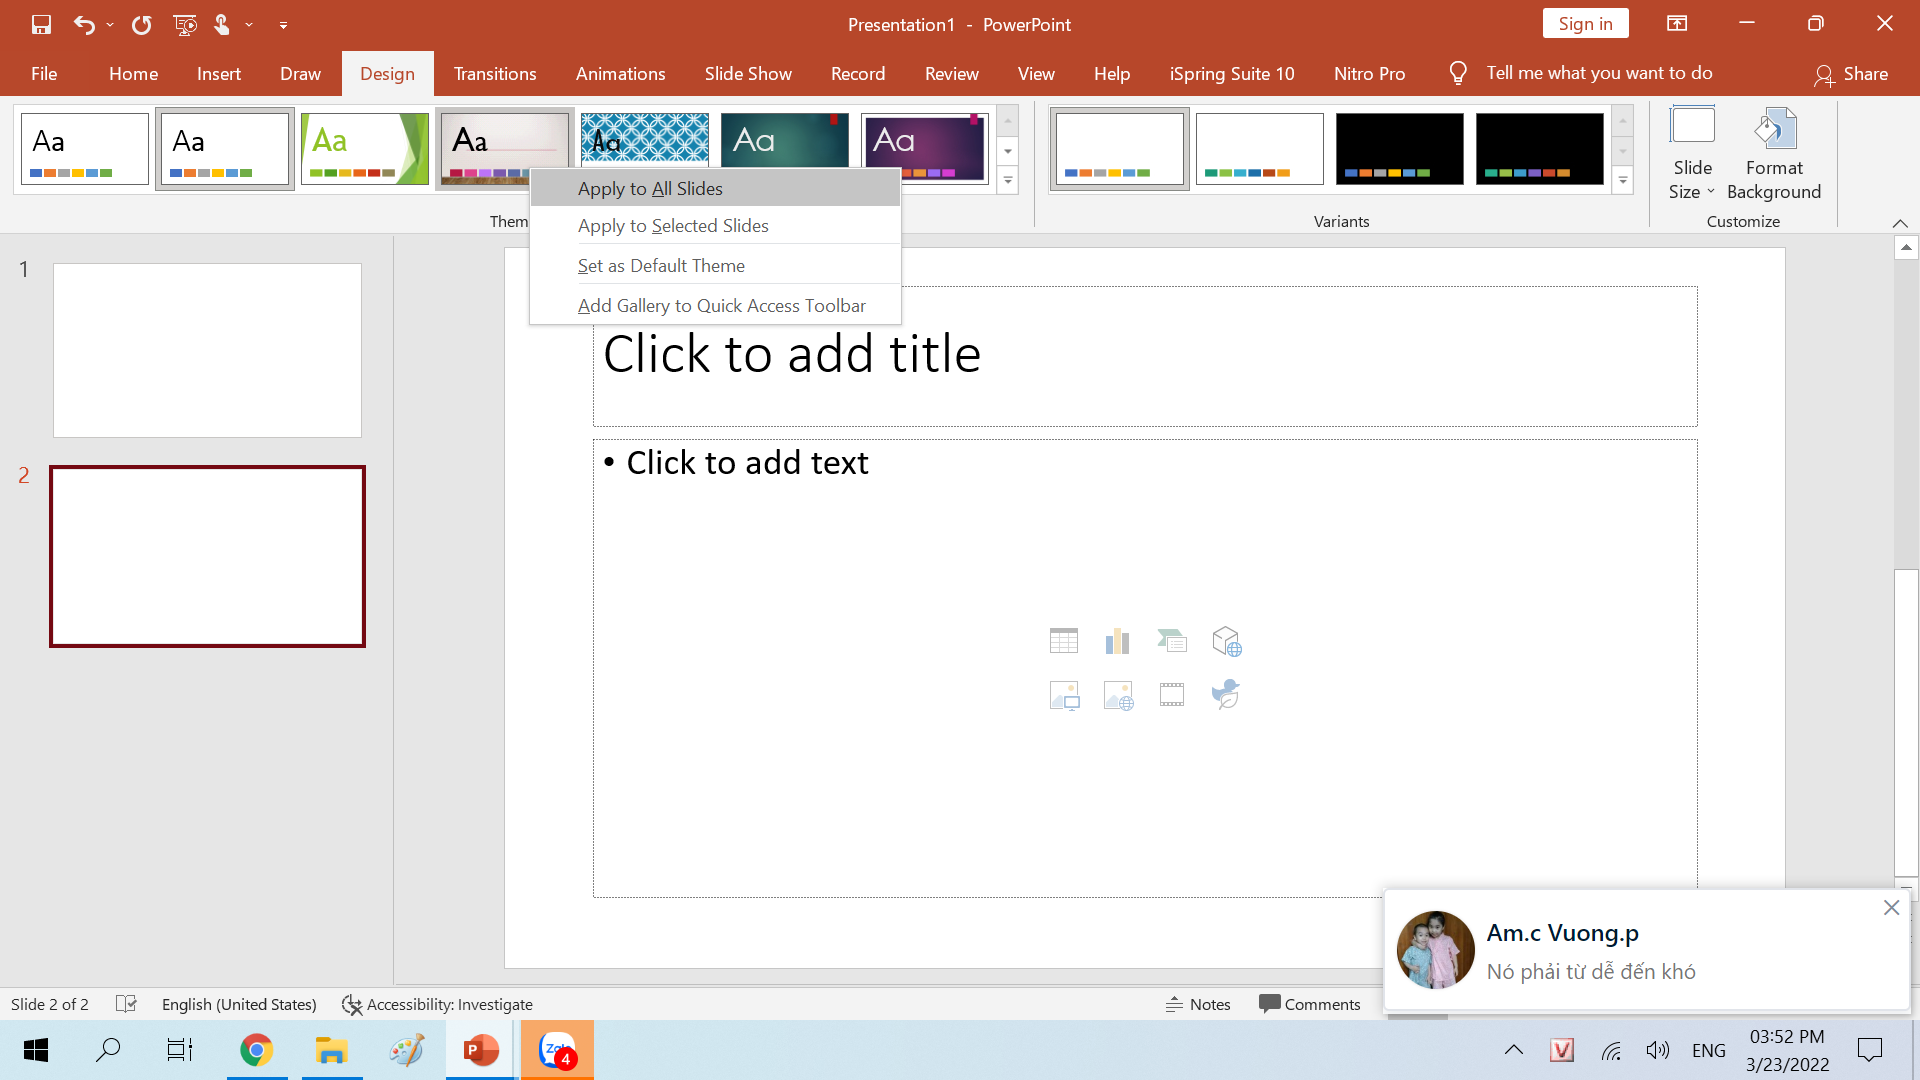 Presentation1 - PowerPoint
Sign in
File Home Insert Draw Design Transitions Animations Slide Show Record Review View Help iSpring Suite 10 Nitro Pro Tell me what you want to do Share
Aa Aa Aa Aa Aa Aa Aa
Slide Size
Format Background
Variants
Customize
Apply to All Slides
Apply to Selected Slides
Set as Default Theme
Add Gallery to Quick Access Toolbar
1
2
Click to add title
• Click to add text
Am.c Vuong.p
Nó phải từ dễ đến khó
Slide 2 of 2 English (United States) Accessibility: Investigate Notes Comments
P
Zalo
4
V
ENG
03:52 PM
3/23/2022